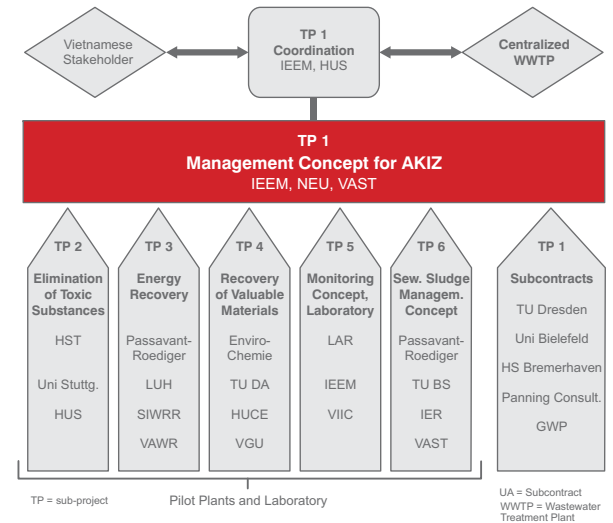 Vietnamese
Stakeholder
TP 1
Coordination
IEEM, HUS
Centralized
WWTP
TP 1
Management Concept for AKIZ
IEEM, NEU, VAST
TP 2
Elimination
of Toxic
Substances
HST
Uni Stuttg.
HUS
TP 3
Energy
Recovery
Passavant-
Roediger
LUH
SIWRR
VAWR
TP 4
Recovery
of Valuable
Materials
Enviro-
Chemie
TU DA
HUCE
VGU
TP 5
Monitoring
Concept,
Laboratory
LAR
IEEM
VIIC
TP 6
Sew. Sludge
Managem.
Concept
Passavant-
Roediger
TU BS
IER
VAST
TP 1
Subcontracts
TU Dresden
Uni Bielefeld
HS Bremerhaven
Panning Consult.
GWP
TP = sub-project
Pilot Plants and Laboratory
UA = Subcontract
WWTP = Wastewater
Treatment Plant